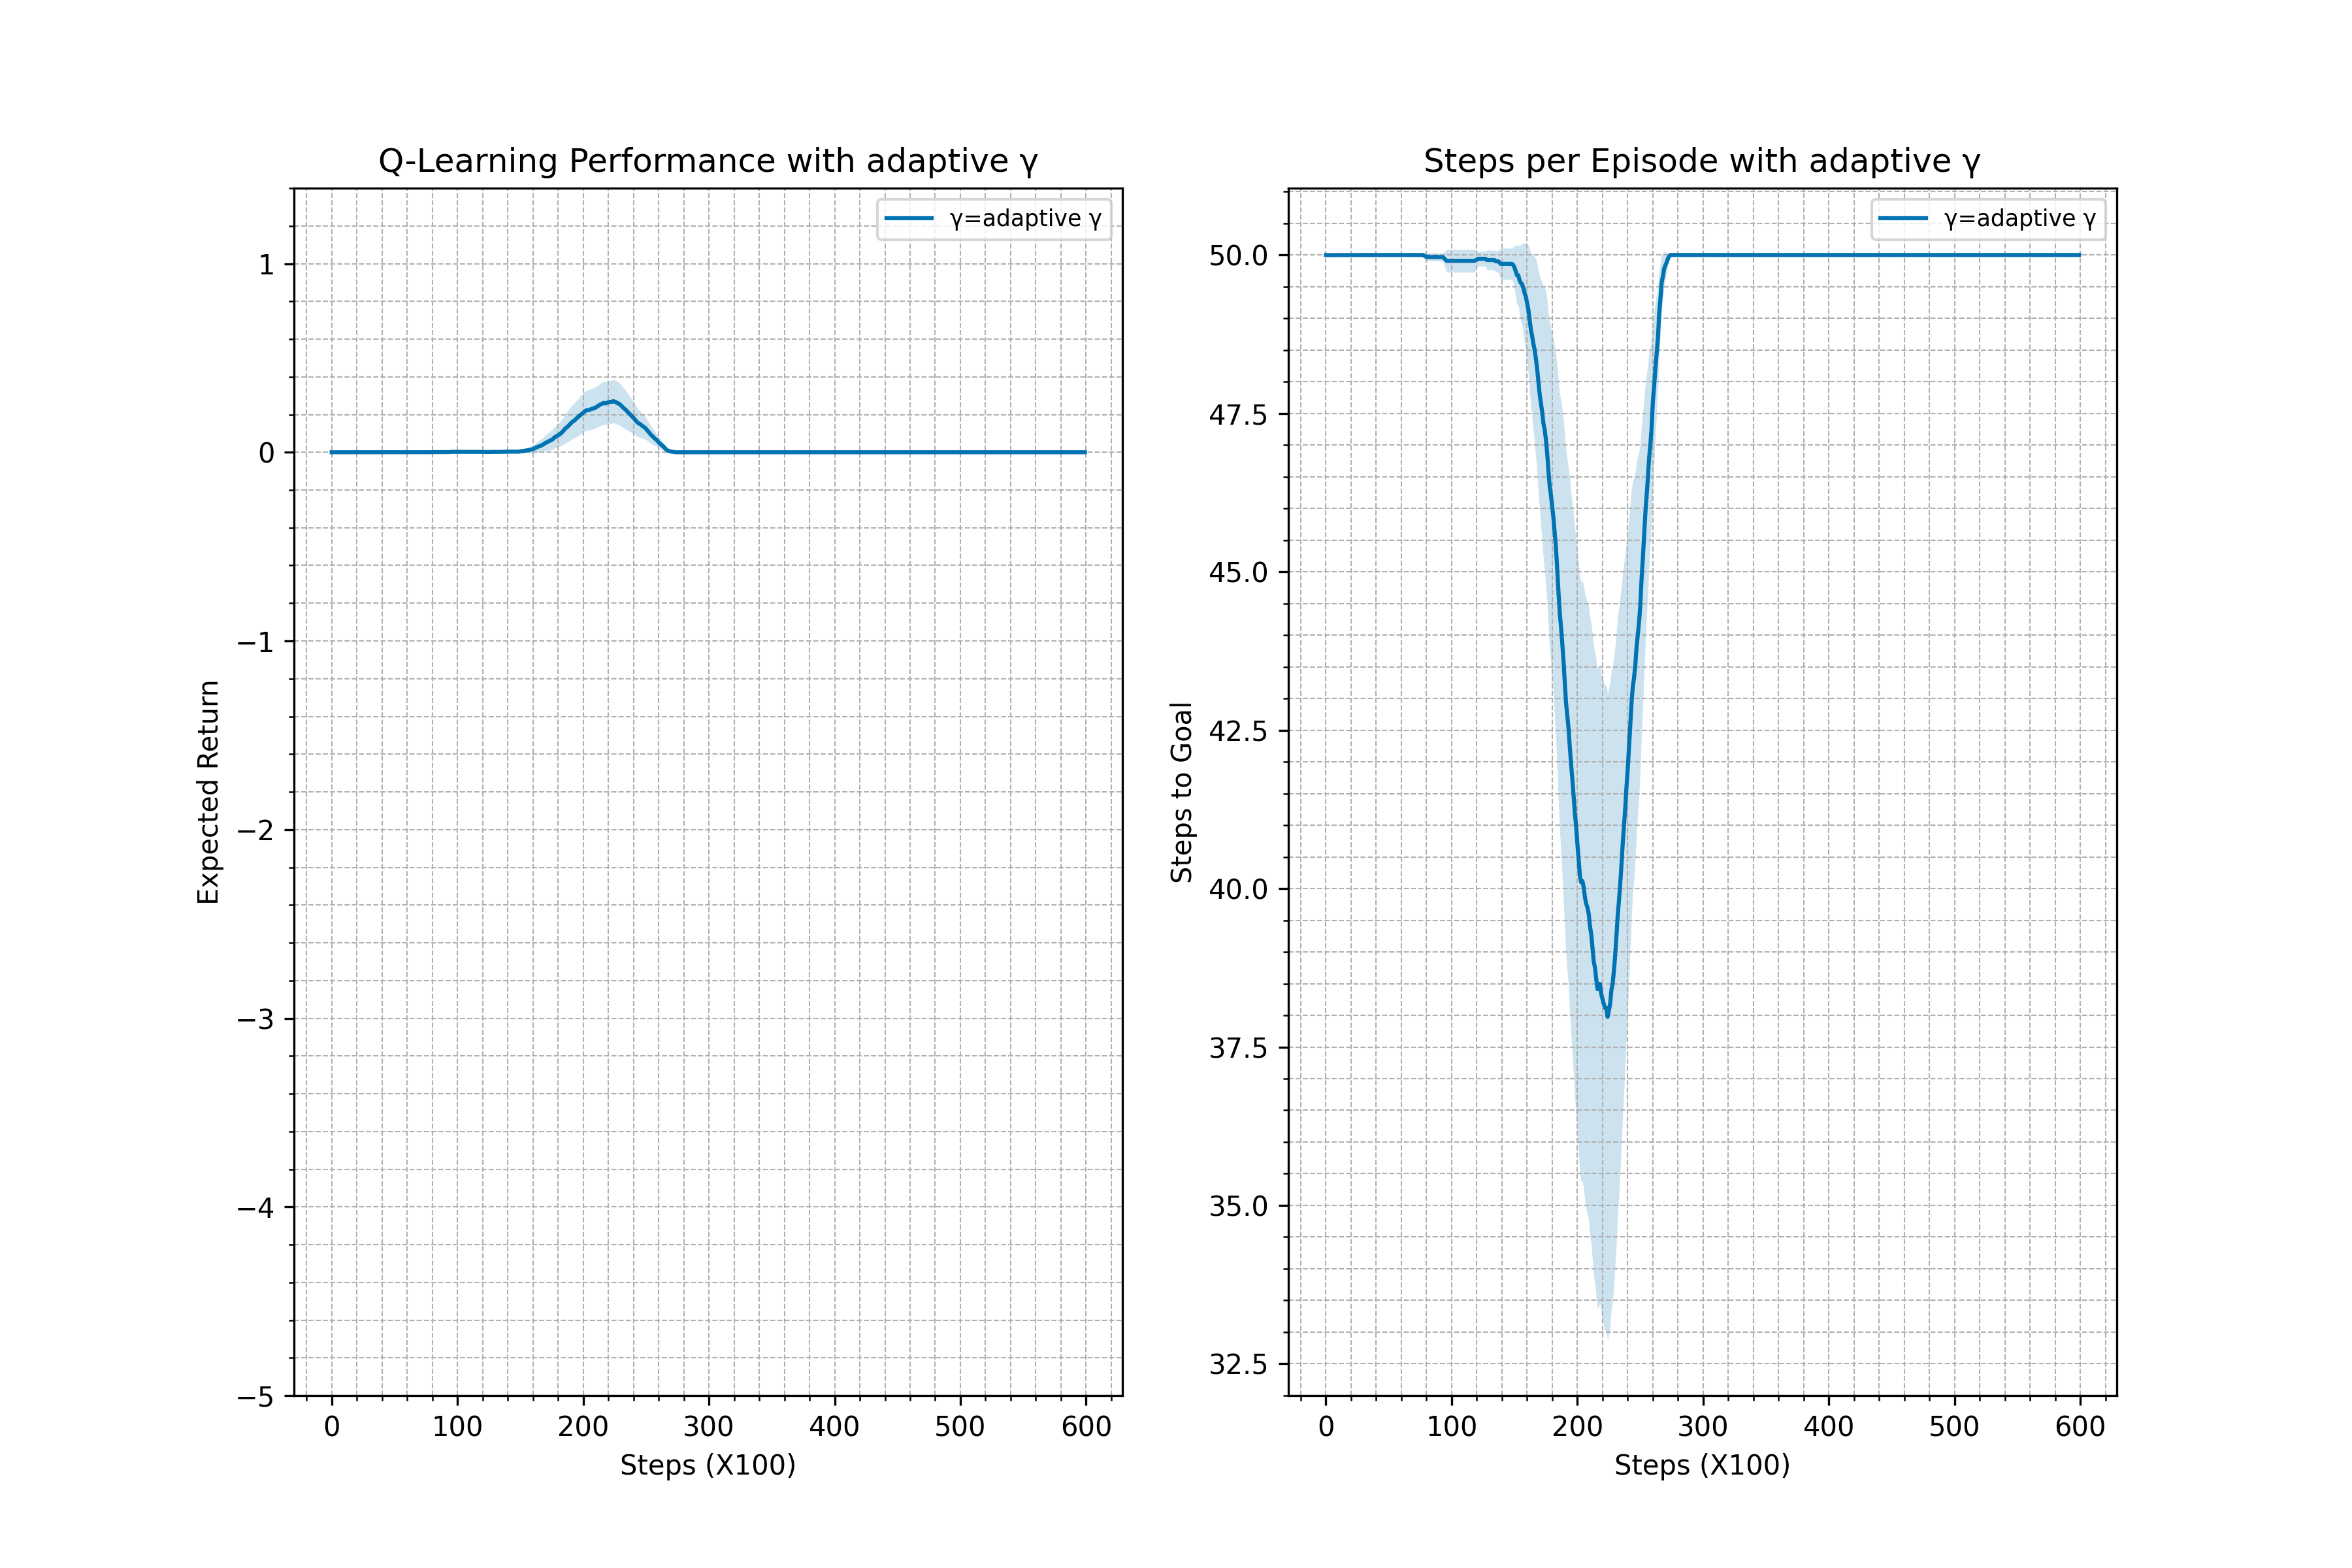 Q-Learning Performance with adaptive γ
γ=adaptive γ
1
0
−1
−2
−3
−4
−5
Expected Return
0 100 200 300 400 500 600
Steps (X100)
Steps per Episode with adaptive γ
γ=adaptive γ
50.0
47.5
45.0
42.5
40.0
37.5
35.0
32.5
Steps to Goal
0 100 200 300 400 500 600
Steps (X100)